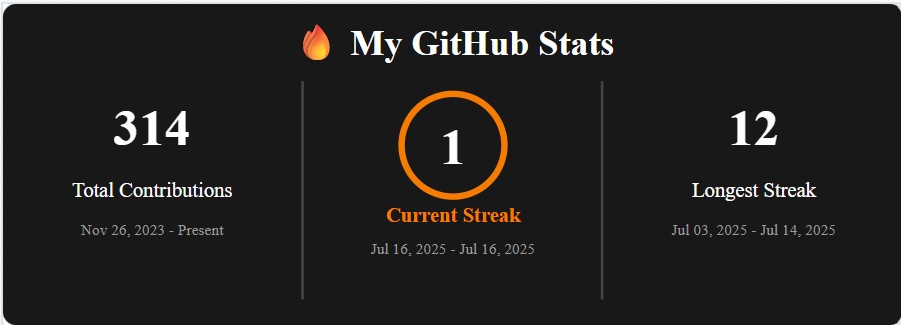 🔥 My GitHub Stats
314
Total Contributions
Nov 26, 2023 - Present
1
Current Streak
Jul 16, 2025 - Jul 16, 2025
12
Longest Streak
Jul 03, 2025 - Jul 14, 2025